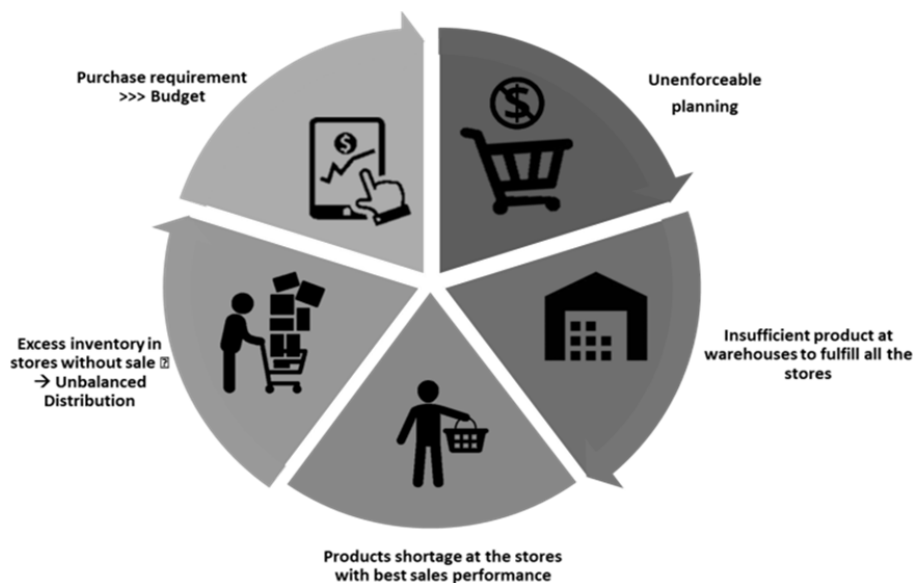 Purchase requirement
>>> Budget
Unenforceable
planning
Excess inventory in
stores without sale ⍰
→ Unbalanced
Distribution
Insufficient product at
warehouses to fulfill all the
stores
Products shortage at the stores
with best sales performance